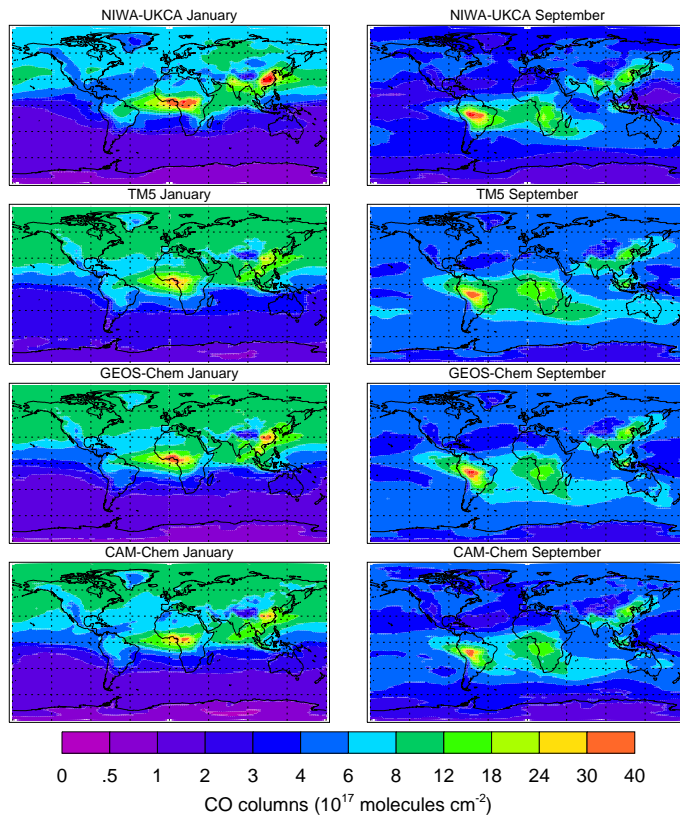 NIWA-UKCA January
NIWA-UKCA September
TM5 January
TM5 September
GEOS-Chem January
GEOS-Chem September
CAM-Chem January
CAM-Chem September
0 .5 1 2 3 4 6 8 12 18 24 30 40
CO columns (10^17 molecules cm^-2)